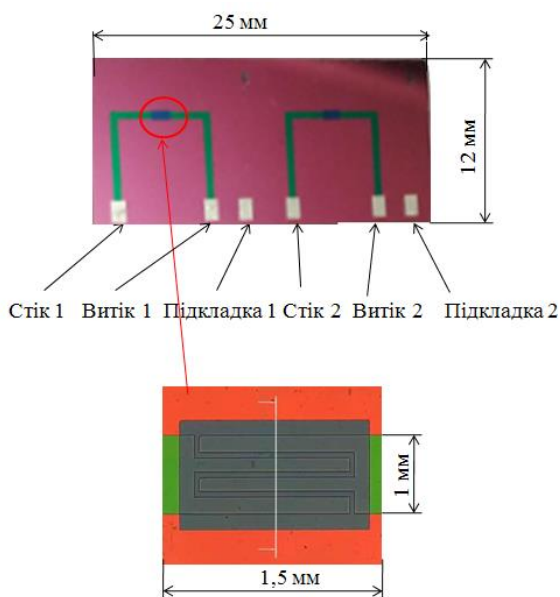 25 мм
12 мм
Стік 1 Витік 1 Підкладка 1 Стік 2 Витік 2 Підкладка 2
1 мм
1,5 мм